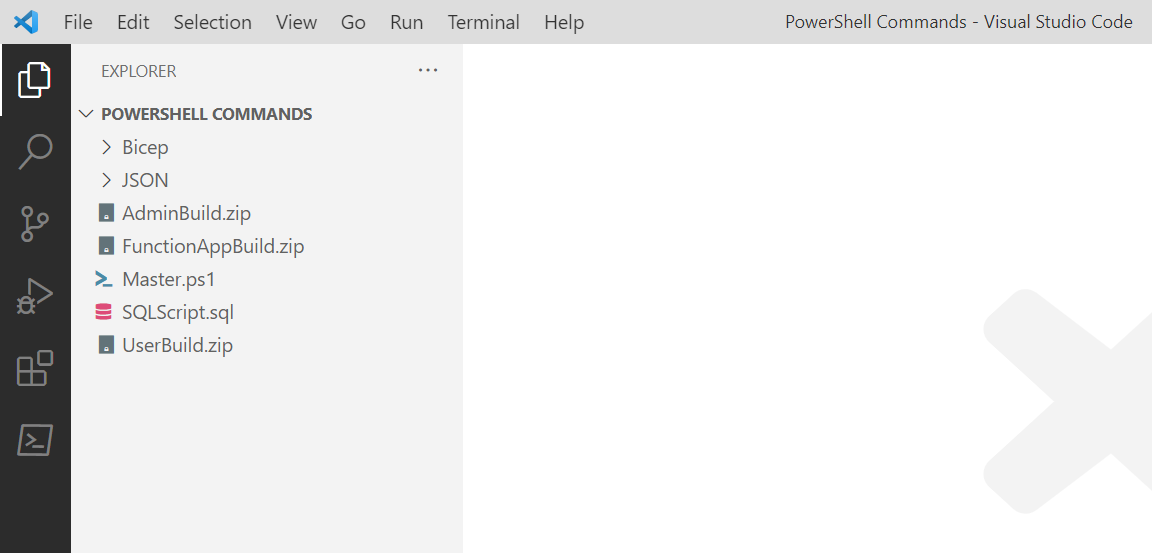 File Edit Selection View Go Run Terminal Help PowerShell Commands - Visual Studio Code
EXPLORER
POWERSHELL COMMANDS
Bicep
JSON
AdminBuild.zip
FunctionAppBuild.zip
Master.ps1
SQLScript.sql
UserBuild.zip